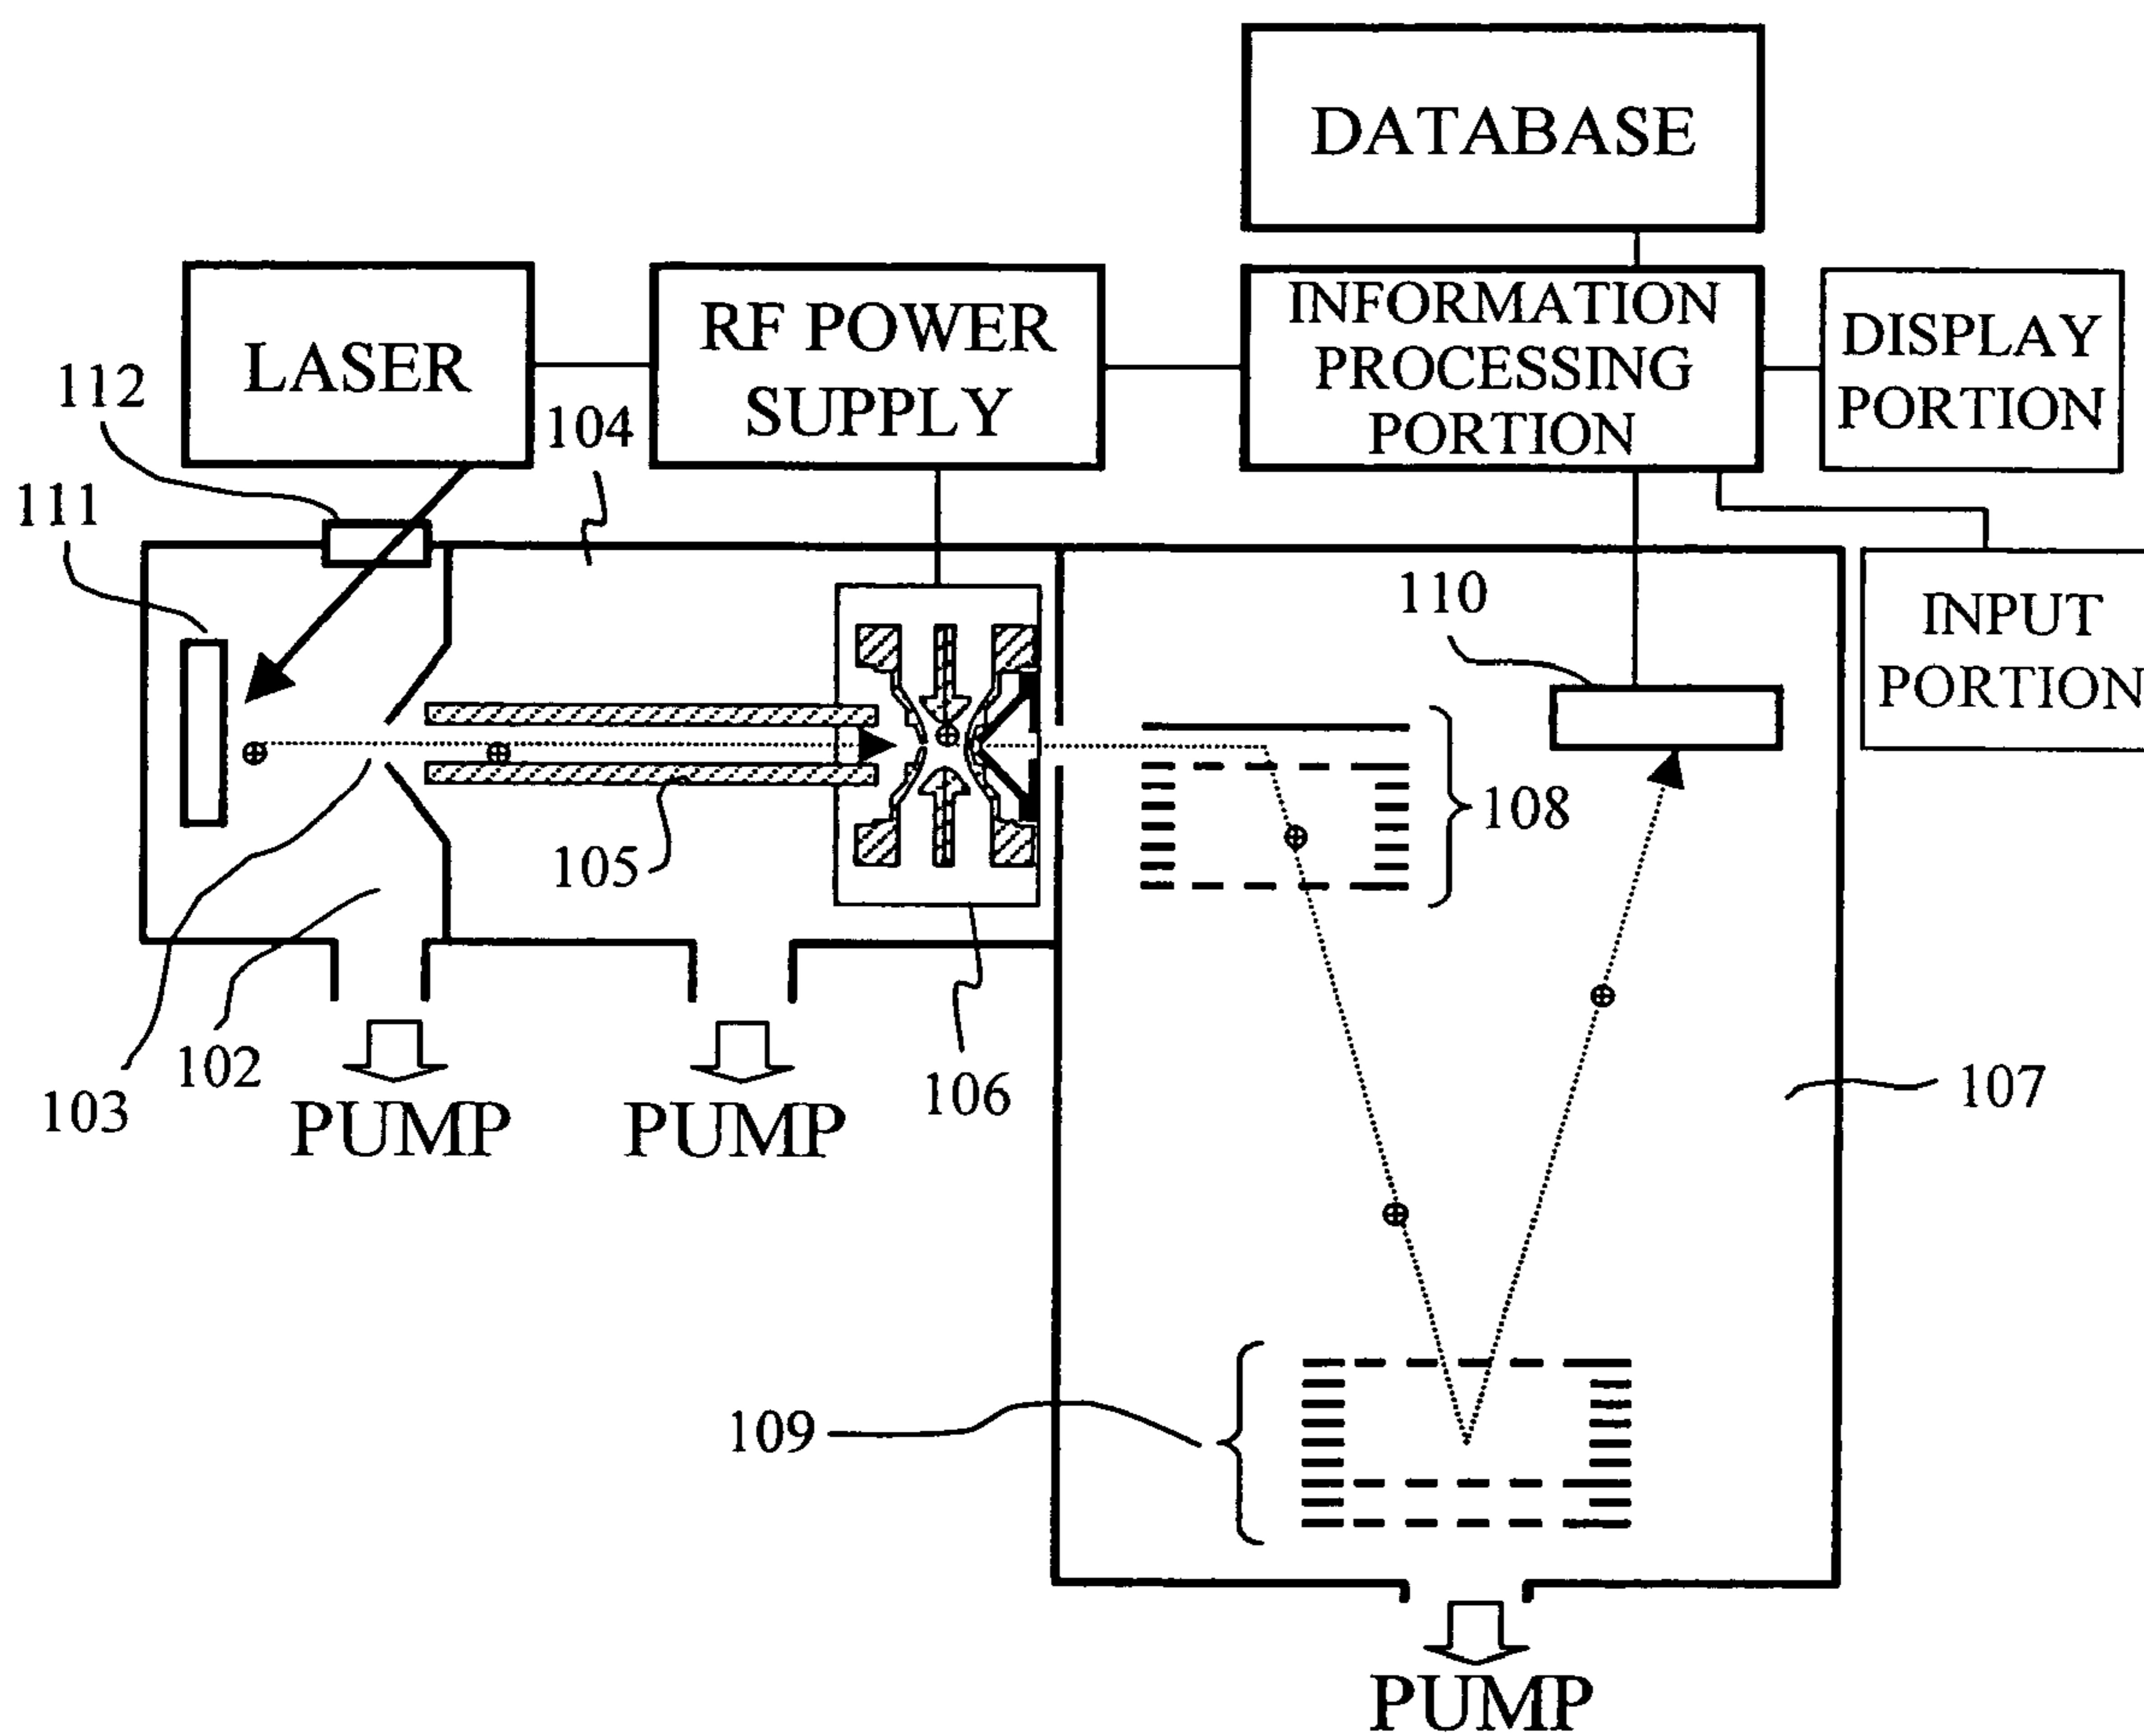 DATABASE
LASER
RF POWER
SUPPLY
INFORMATION
PROCESSING
PORTION
DISPLAY
PORTION
112
104
111
110
INPUT
PORTION
108
105
103
102
106
107
PUMP
PUMP
109
PUMP